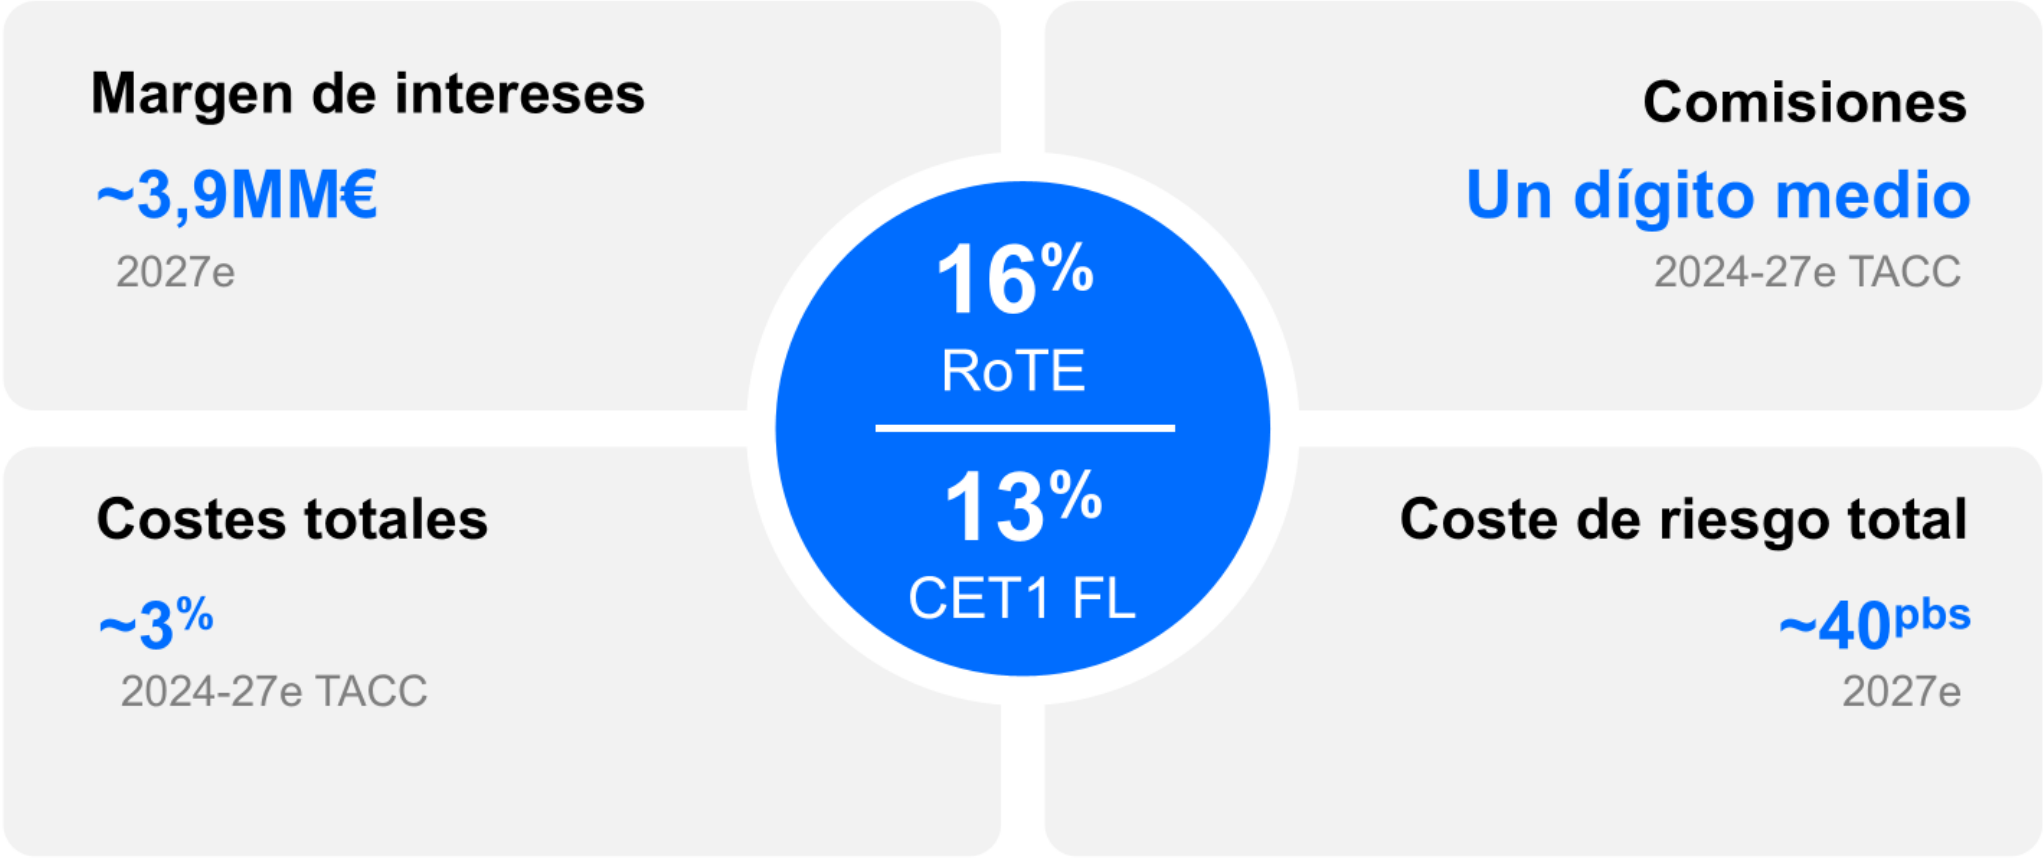 Margen de intereses
~3,9MM€
2027e
Comisiones
Un dígito medio
2024-27e TACC
16%
RoTE
13%
CET1 FL
Costes totales
~3%
2024-27e TACC
Coste de riesgo total
~40pbs
2027e